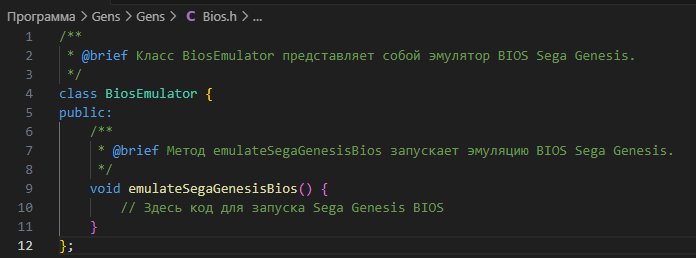 Программа > Gens > Gens > C Bios.h > ...
1 /**
2 * @brief Класс BiosEmulator представляет собой эмулятор BIOS Sega Genesis.
3 */
4 class BiosEmulator {
5 public:
6 /**
7 * @brief Метод emulateSegaGenesisBios запускает эмуляцию BIOS Sega Genesis.
8 */
9 void emulateSegaGenesisBios() {
10 // Здесь код для запуска Sega Genesis BIOS
11 }
12 };